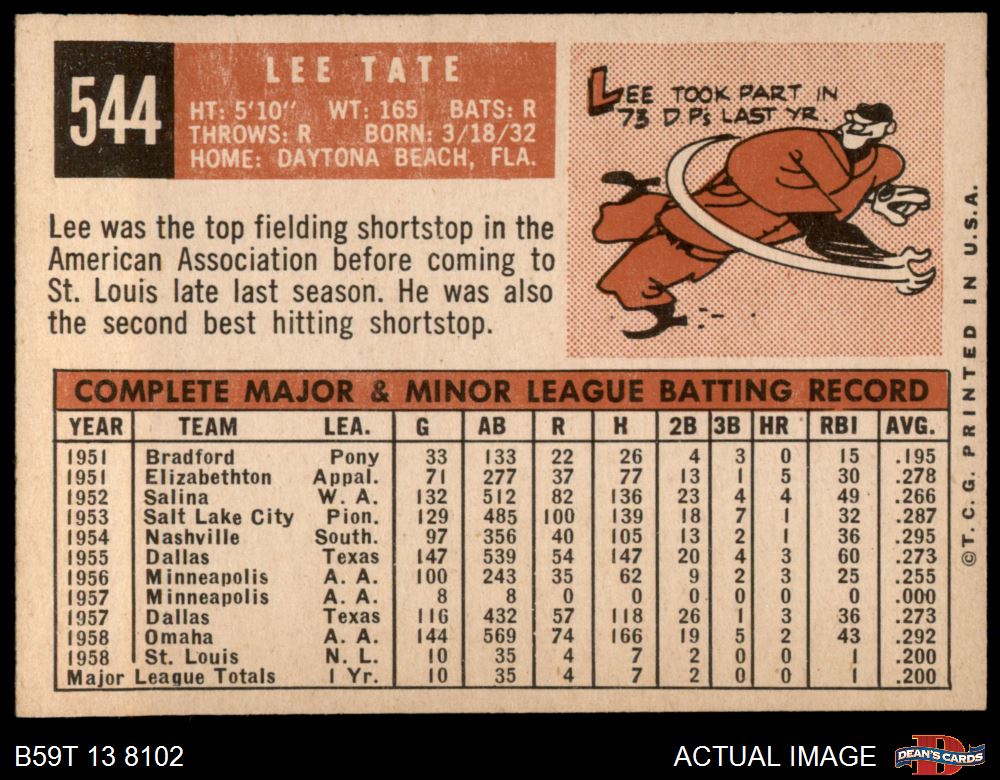 544
LEE TATE
HT: 5'10" WT: 165 BATS: R
THROWS: R BORN: 3/18/32
HOME: DAYTONA BEACH, FLA.
LEE TOOK PART IN
73 D.P.s LAST YR.
Lee was the top fielding shortstop in the
American Association before coming to
St. Louis late last season. He was also
the second best hitting shortstop.
COMPLETE MAJOR & MINOR LEAGUE BATTING RECORD
YEAR TEAM LEA. G AB R H 2B 3B HR RBI AVG.
1951 Bradford Pony 33 133 22 26 4 3 0 15 .195
1951 Elizabethton Appal. 71 277 37 77 13 1 5 30 .278
1952 Salina W. A. 132 512 82 136 23 4 4 49 .266
1953 Salt Lake City Pion. 129 485 100 139 18 7 1 32 .287
1954 Nashville South. 97 356 40 105 13 2 1 36 .295
1955 Dallas Texas 147 539 54 147 20 4 3 60 .273
1956 Minneapolis A. A. 100 243 35 62 9 2 3 25 .255
1957 Minneapolis A. A. 8 8 0 0 0 0 0 0 .000
1957 Dallas Texas 116 432 57 118 26 1 3 36 .273
1958 Omaha A. A. 144 569 74 166 19 5 2 43 .292
1958 St. Louis N. L. 10 35 4 7 2 0 0 1 .200
Major League Totals 1 Yr. 10 35 4 7 2 0 0 1 .200
© T. C. G. PRINTED IN U.S.A.
B59T 13 8102
ACTUAL IMAGE
DEAN'S CARDS